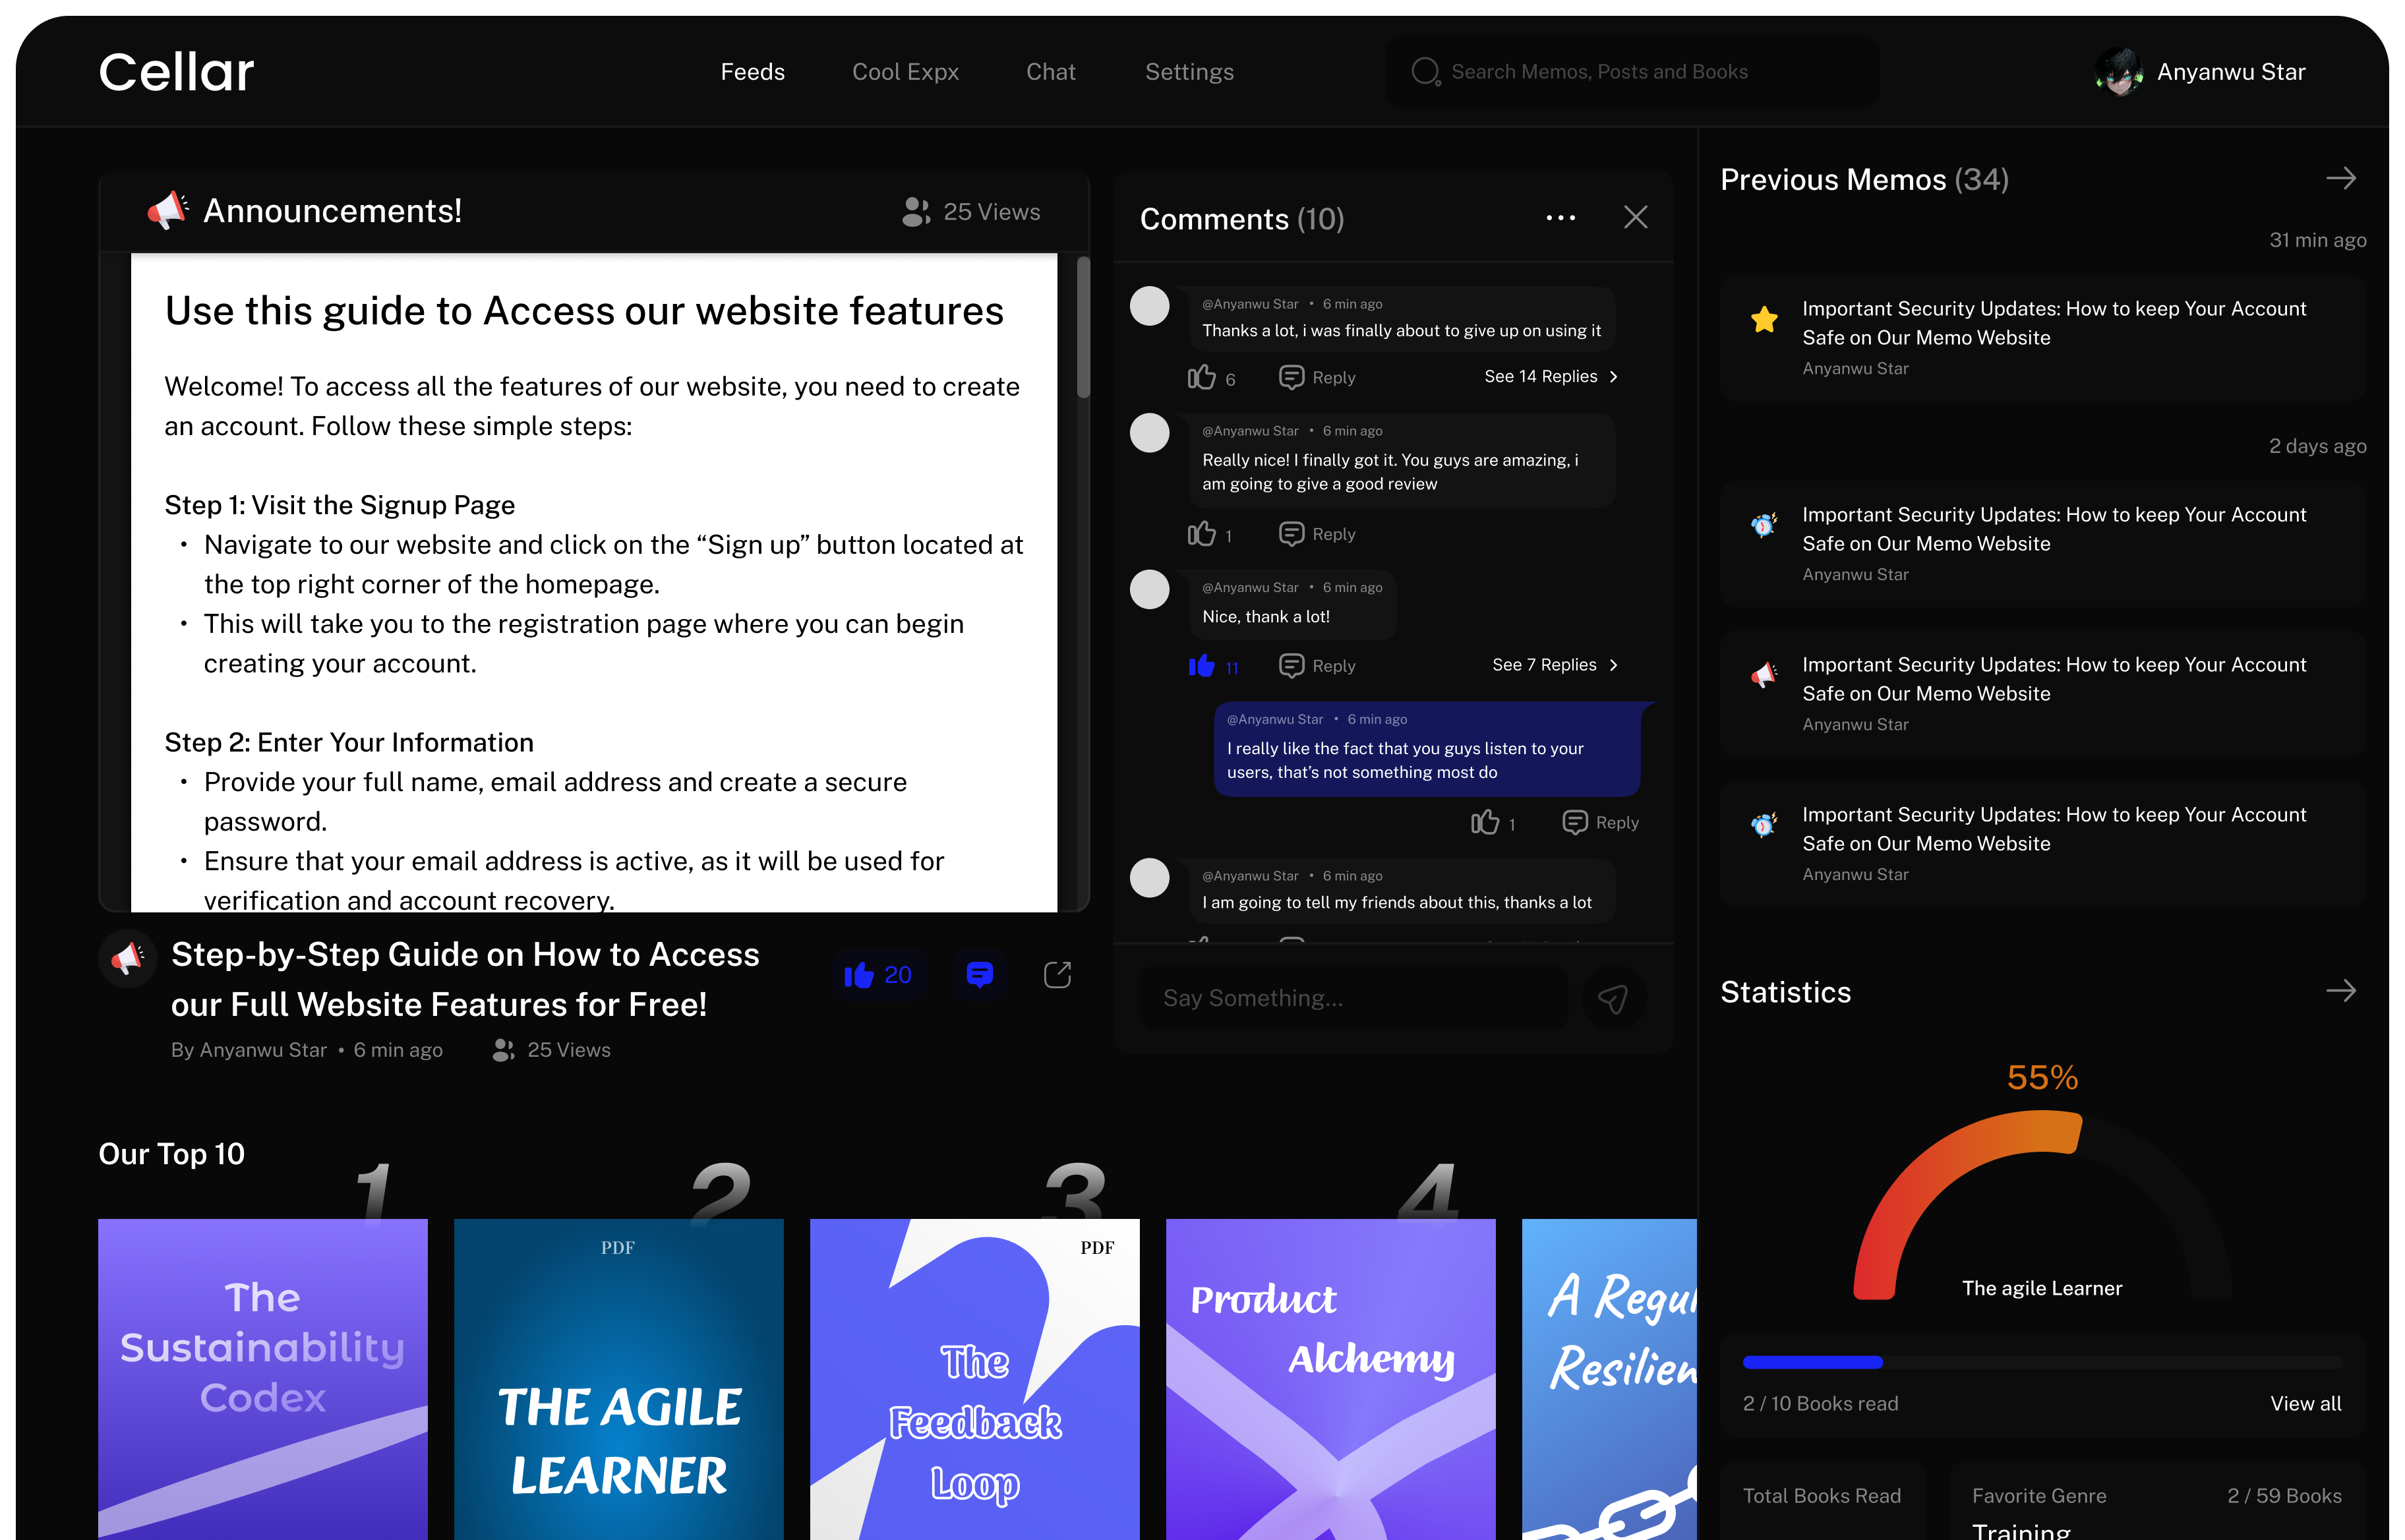 Cellar
Feeds
Cool Expx
Chat
Settings
Search Memos, Posts and Books
Anyanwu Star
Announcements!
25 Views
Use this guide to Access our website features
Welcome! To access all the features of our website, you need to create
an account. Follow these simple steps:
Step 1: Visit the Signup Page
• Navigate to our website and click on the “Sign up” button located at
the top right corner of the homepage.
• This will take you to the registration page where you can begin
creating your account.
Step 2: Enter Your Information
• Provide your full name, email address and create a secure
password.
• Ensure that your email address is active, as it will be used for
verification and account recovery.
Step-by-Step Guide on How to Access
our Full Website Features for Free!
By Anyanwu Star • 6 min ago
25 Views
20
Comments (10)
@Anyanwu Star • 6 min ago
Thanks a lot, i was finally about to give up on using it
6
Reply
See 14 Replies
@Anyanwu Star • 6 min ago
Really nice! I finally got it. You guys are amazing, i
am going to give a good review
1
Reply
@Anyanwu Star • 6 min ago
Nice, thank a lot!
11
Reply
See 7 Replies
@Anyanwu Star • 6 min ago
I really like the fact that you guys listen to your
users, that’s not something most do
1
Reply
@Anyanwu Star • 6 min ago
I am going to tell my friends about this, thanks a lot
Say Something...
Previous Memos (34)
31 min ago
Important Security Updates: How to keep Your Account
Safe on Our Memo Website
Anyanwu Star
2 days ago
Important Security Updates: How to keep Your Account
Safe on Our Memo Website
Anyanwu Star
Important Security Updates: How to keep Your Account
Safe on Our Memo Website
Anyanwu Star
Important Security Updates: How to keep Your Account
Safe on Our Memo Website
Anyanwu Star
Statistics
55%
The agile Learner
2 / 10 Books read
View all
Total Books Read
Favorite Genre
2 / 59 Books
Training
Our Top 10
1
2
3
4
The
Sustainability
Codex
PDF
THE AGILE
LEARNER
PDF
The
Feedback
Loop
Product
Alchemy
A Regul
Resilien